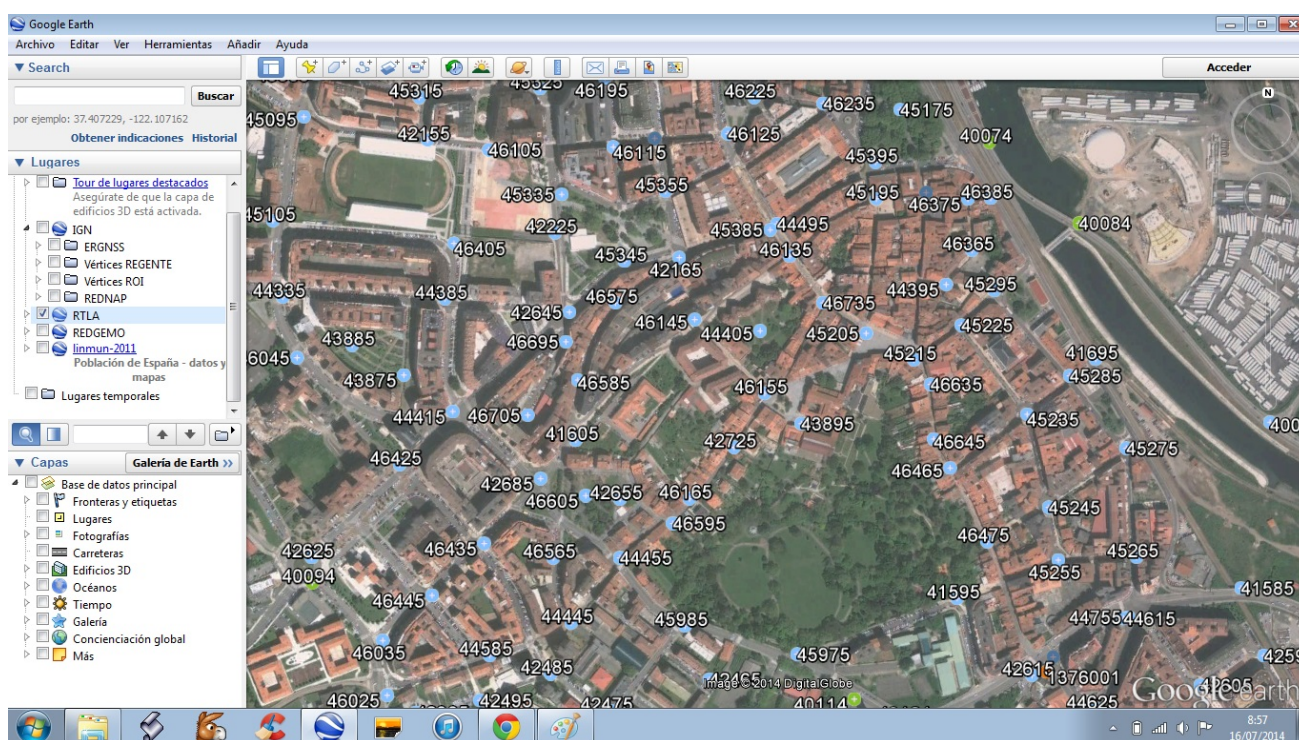 Google Earth
Archivo Editar Ver Herramientas Añadir Ayuda
Search
Acceder
Buscar
por ejemplo: 37.407229, -122.107162
Obtener indicaciones Historial
Lugares
Tour de lugares destacados
Asegúrate de que la capa de
edificios 3D está activada.
IGN
ERGNSS
Vértices REGENTE
Vértices ROI
REDNAP
RTLA
REDGEMO
linmun-2011
Población de España - datos y
mapas
Lugares temporales
Capas Galería de Earth >>
Base de datos principal
Fronteras y etiquetas
Lugares
Fotografías
Carreteras
Edificios 3D
Océanos
Tiempo
Galería
Concienciación global
Más
45315 45325 46195 46225 46235 45175
45095 42155 46105 46115 46125 45395 40074
45335 45355 45195 46375 46385
45105 42225 45385 44495 40084
46405 45345 42165 46135 46365
44335 44385 42645 46575 46735 44395 45295
43885 46695 46145 44405 45205 45225
6045 43875 46585 46155 45215 46635 41695 45285
44415 46705 41605 42725 43895 45235 400
46425 46645 45275
42685 46605 42655 46165 46465
46595 45245
42625 46435 46565 44455 46475 45265
40094 45255
46445 41595 41585
44445 45985 44755 44615
46035 44585 42485 45975 42615 1376001 4259
42465 Image © 2014 DigitalGlobe Google earth
46025 42495 42475 40114 44625 42605
N
8:57
16/07/2014